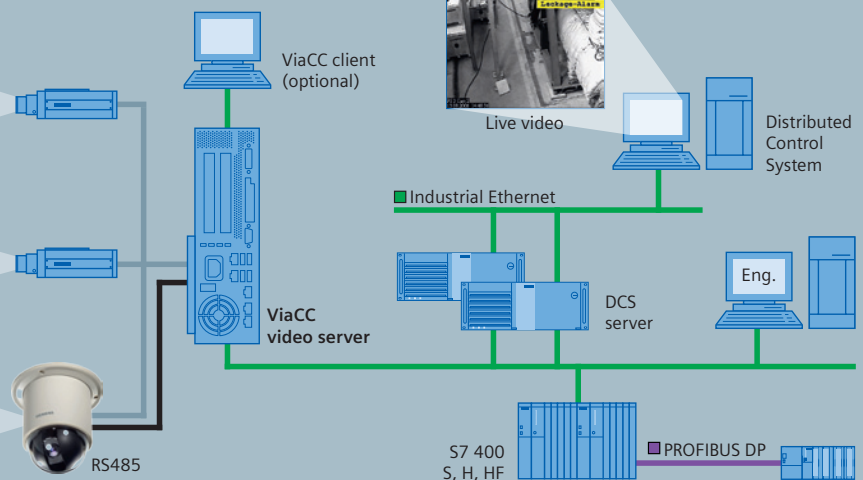 Leckage-Alarm
ViaCC client
(optional)
Live video
Distributed
Control
System
Industrial Ethernet
Eng.
DCS
server
ViaCC
video server
RS485
S7 400
S, H, HF
PROFIBUS DP